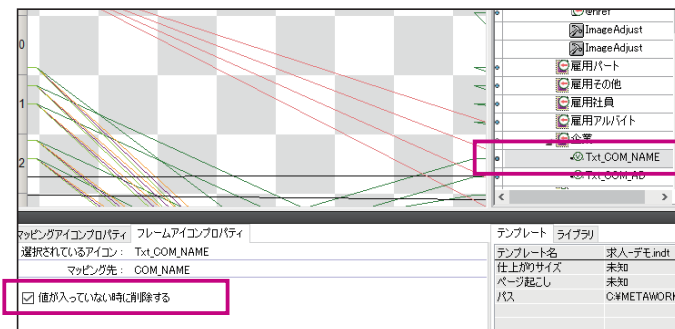 @href
ImageAdjust
0
ImageAdjust
雇用パート
雇用その他
1
雇用社員
雇用アルバイト
企業
2
Txt_COM_NAME
Txt_COM_AD
マッピングアイコンプロパティ フレームアイコンプロパティ
選択されているアイコン： Txt_COM_NAME
マッピング先： COM_NAME
値が入っていない時に削除する
テンプレート ライブラリ
テンプレート名 求人-デモ.indt
仕上がりサイズ 未知
ページ起こし 未知
パス C:¥METAWORK